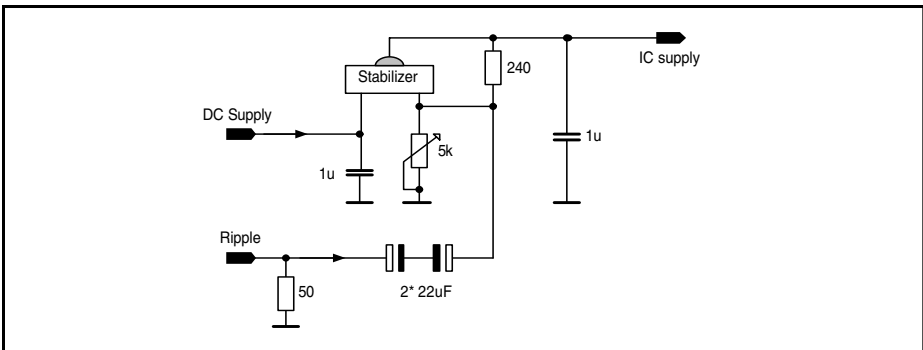 IC supply
240
Stabilizer
DC Supply
5k
1u
1u
Ripple
50
2* 22uF